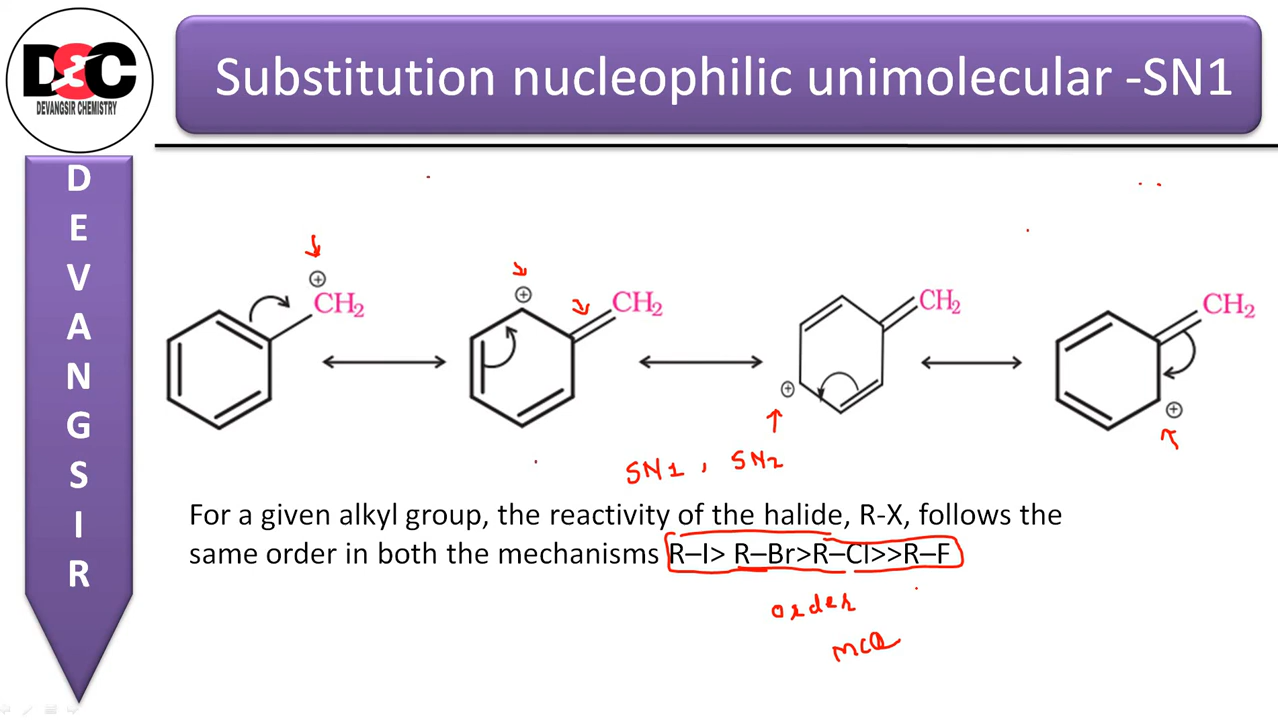 DSC
DEVANGSIR CHEMISTRY
Substitution nucleophilic unimolecular -SN1
D
E
V
A
N
G
S
I
R
⊕
CH2
⊕
CH2
CH2
⊕
CH2
⊕
SN1, SN2
For a given alkyl group, the reactivity of the halide, R-X, follows the
same order in both the mechanisms R–I> R–Br>R–Cl>>R–F
order
MCQ